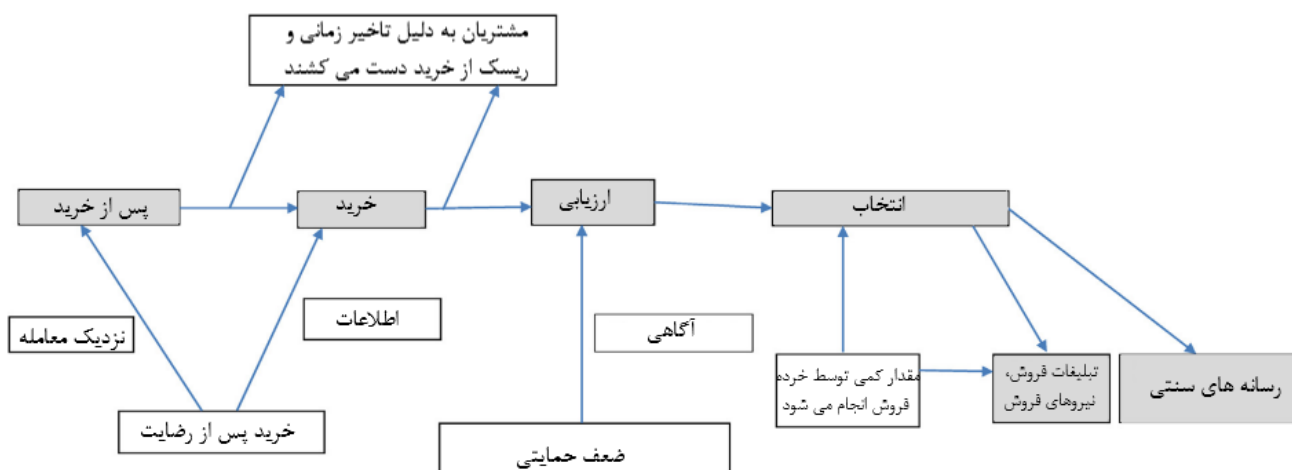 مشتریان به دلیل تاخیر زمانی و
ریسک از خرید دست می کشند
انتخاب
ارزیابی
خرید
پس از خرید
آگاهی
اطلاعات
نزدیک معامله
رسانه های سنتی
تبلیغات فروش،
نیروهای فروش
مقدار کمی توسط خرده
فروش انجام می شود
خرید پس از رضایت
ضعف حمایتی